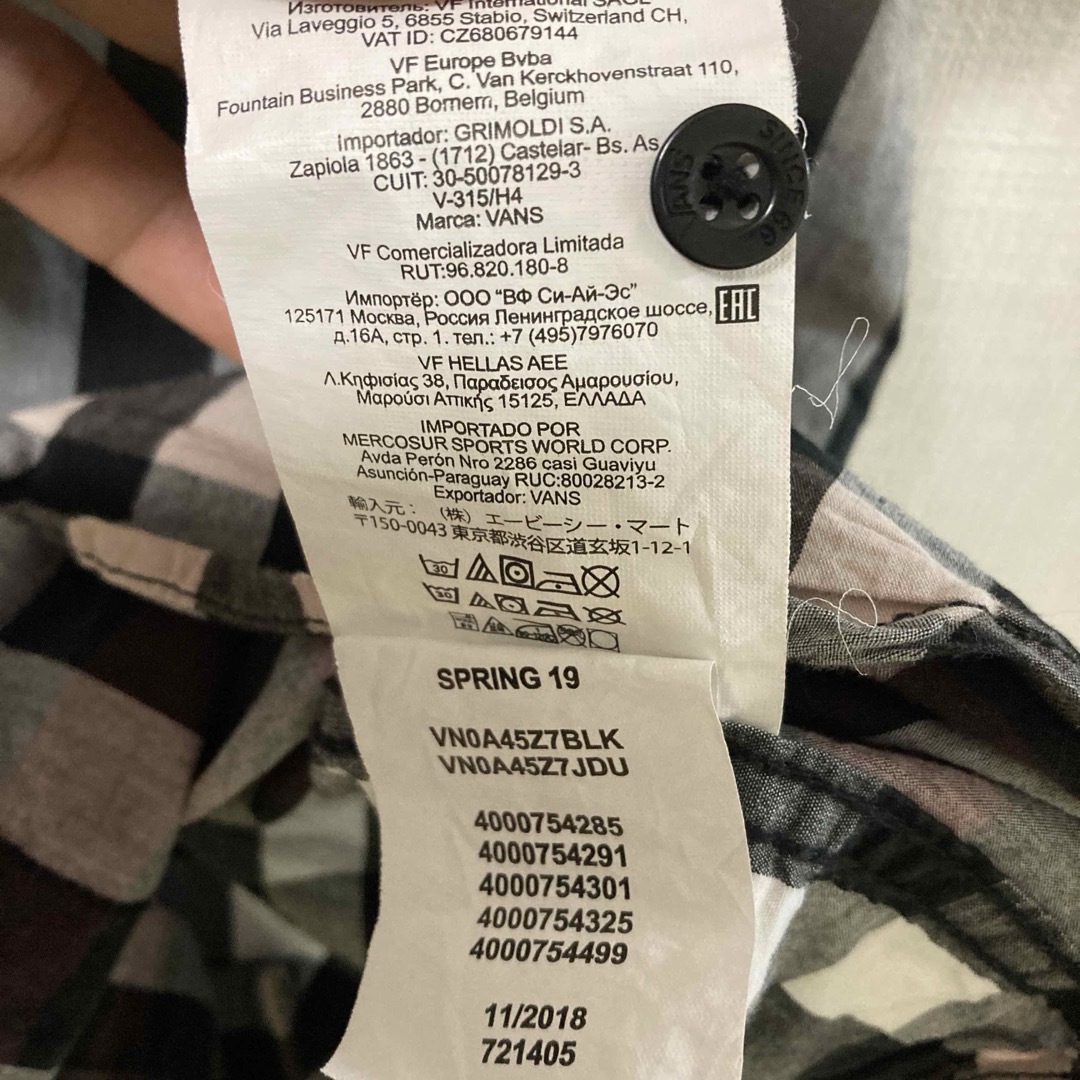 Изготовитель: VF International SAGL
Via Laveggio 5, 6855 Stabio, Switzerland CH,
VAT ID: CZ680679144
VF Europe Bvba
Fountain Business Park, C. Van Kerckhovenstraat 110,
2880 Bornem, Belgium
Importador: GRIMOLDI S.A.
Zapiola 1863 - (1712) Castelar- Bs. As
CUIT: 30-50078129-3
V-315/H4
Marca: VANS
VF Comercializadora Limitada
RUT:96.820.180-8
Импортёр: ООО “ВФ Си-Ай-Эс”
125171 Москва, Россия Ленинградское шоссе,
д.16А, стр. 1. тел.: +7 (495)7976070
EAC
VF HELLAS AEE
Λ.Κηφισίας 38, Παραδεισος Αμαρουσίου,
Μαρούσι Αττικής 15125, ΕΛΛΑΔΑ
IMPORTADO POR
MERCOSUR SPORTS WORLD CORP.
Avda Perón Nro 2286 casi Guaviyu
Asunción-Paraguay RUC:80028213-2
Exportador: VANS
輸入元： （株）エービーシー・マート
〒150-0043 東京都渋谷区道玄坂1-12-1
30
30
SPRING 19
VN0A45Z7BLK
VN0A45Z7JDU
4000754285
4000754291
4000754301
4000754325
4000754499
11/2018
721405
VANS
SINCE 66